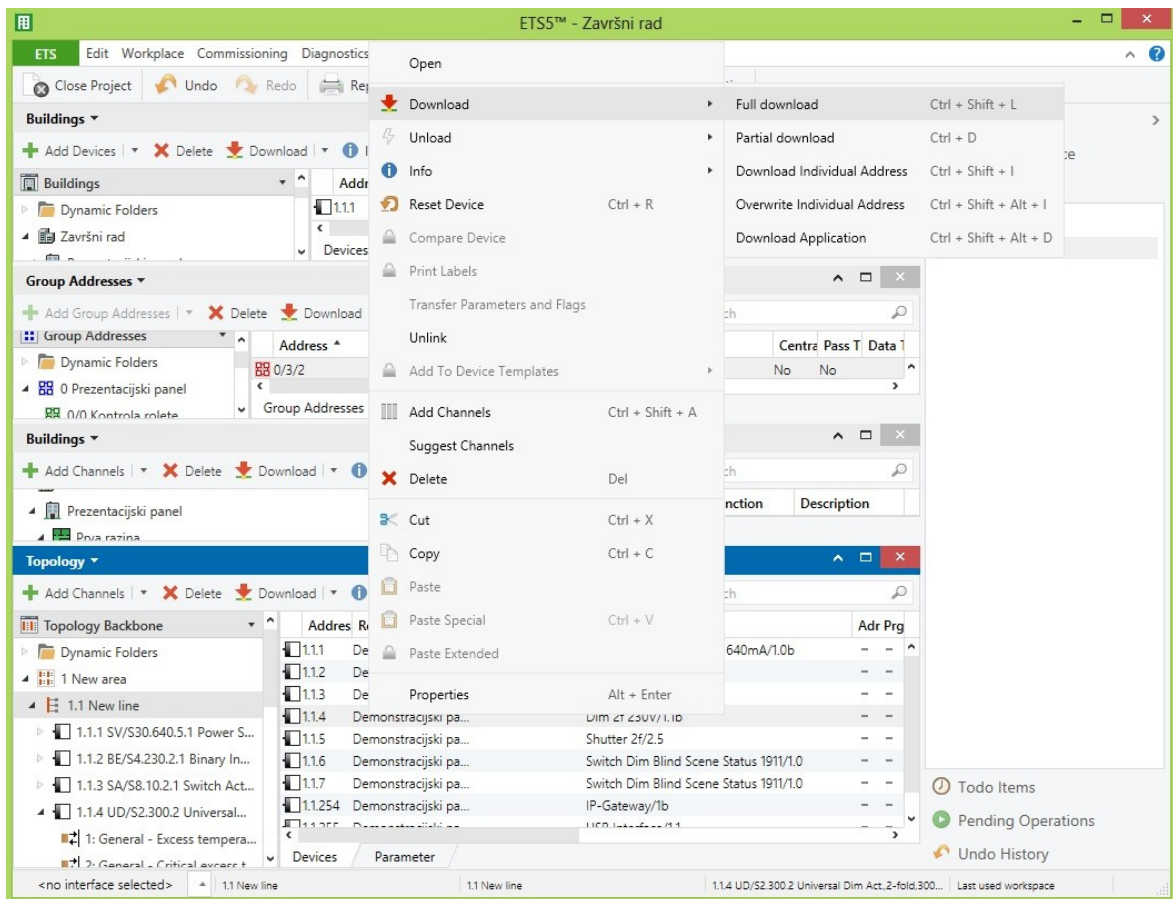 ETS5™ - Završni rad
ETS Edit Workplace Commissioning Diagnostics
Close Project Undo Redo
Buildings
Add Devices Delete Download
Buildings
Dynamic Folders
Završni rad
1.1.1
Devices
Open
Download
Unload
Info
Reset Device Ctrl + R
Compare Device
Print Labels
Transfer Parameters and Flags
Unlink
Add To Device Templates
Add Channels Ctrl + Shift + A
Suggest Channels
Delete Del
Cut Ctrl + X
Copy Ctrl + C
Paste
Paste Special Ctrl + V
Paste Extended
Properties Alt + Enter
Full download Ctrl + Shift + L
Partial download Ctrl + D
Download Individual Address Ctrl + Shift + I
Overwrite Individual Address Ctrl + Shift + Alt + I
Download Application Ctrl + Shift + Alt + D
Group Addresses
Add Group Addresses Delete Download
Group Addresses
Address
Centra Pass T Data T
Dynamic Folders
0/3/2 No No
0 Prezentacijski panel
0/0 Kontrola rolete
Group Addresses
Buildings
Add Channels Delete Download
Description
Prezentacijski panel
Prva razina
Topology
Add Channels Delete Download
Topology Backbone
Addres
Adr Prg
Dynamic Folders
1 New area
1.1 New line
1.1.1 SV/S30.640.5.1 Power S...
1.1.2 BE/S4.230.2.1 Binary In...
1.1.3 SA/S8.10.2.1 Switch Act...
1.1.4 UD/S2.300.2 Universal...
1: General - Excess tempera...
2: General - Critical excess t...
1.1.1 De 640mA/1.0b - -
1.1.2 De - -
1.1.3 De - -
1.1.4 Demonstracijski pa... Dim 2f 230V/1.1b - -
1.1.5 Demonstracijski pa... Shutter 2f/2.5 - -
1.1.6 Demonstracijski pa... Switch Dim Blind Scene Status 1911/1.0 - -
1.1.7 Demonstracijski pa... Switch Dim Blind Scene Status 1911/1.0 - -
1.1.254 Demonstracijski pa... IP-Gateway/1b - -
Devices Parameter
Todo Items
Pending Operations
Undo History
<no interface selected> 1.1 New line 1.1 New line 1.1.4 UD/S2.300.2 Universal Dim Act.,2-fold,300... Last used workspace